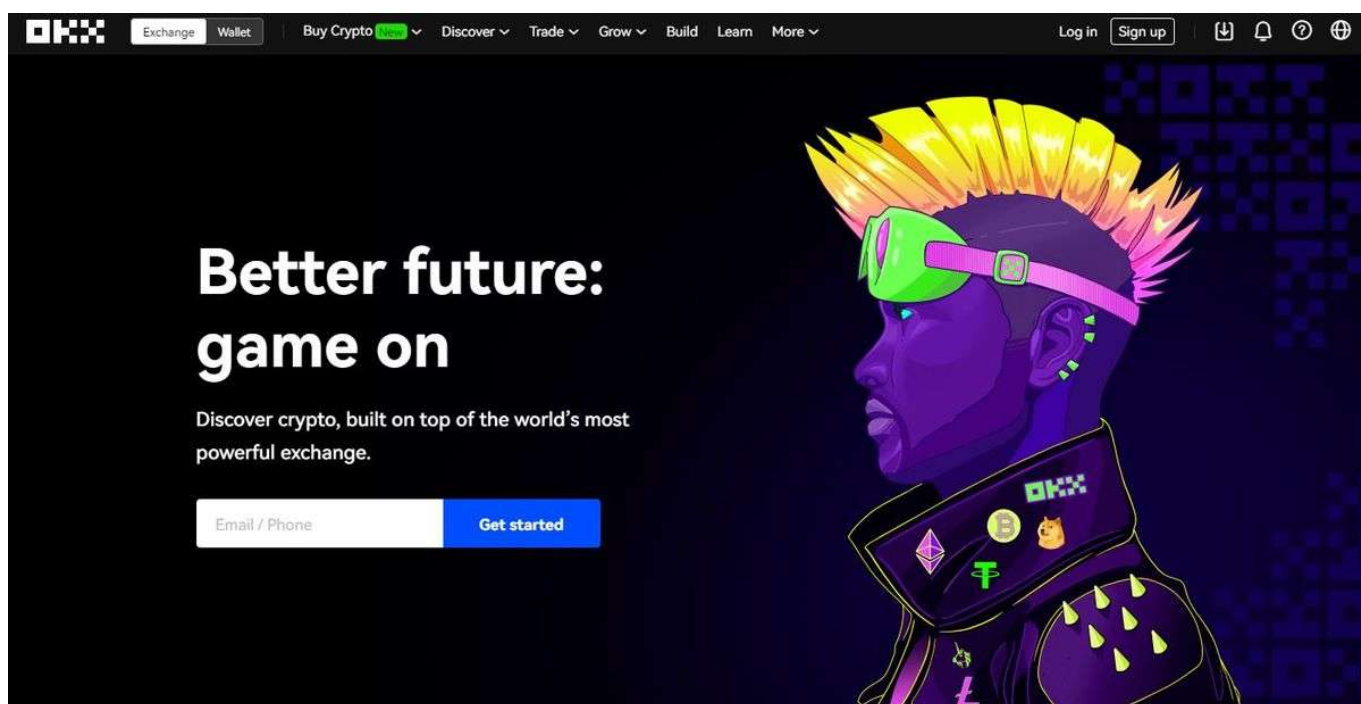 OKX Exchange Wallet Buy Crypto New Discover Trade Grow Build Learn More Log in Sign up
Better future:
game on
Discover crypto, built on top of the world’s most
powerful exchange.
Email / Phone Get started
OKX